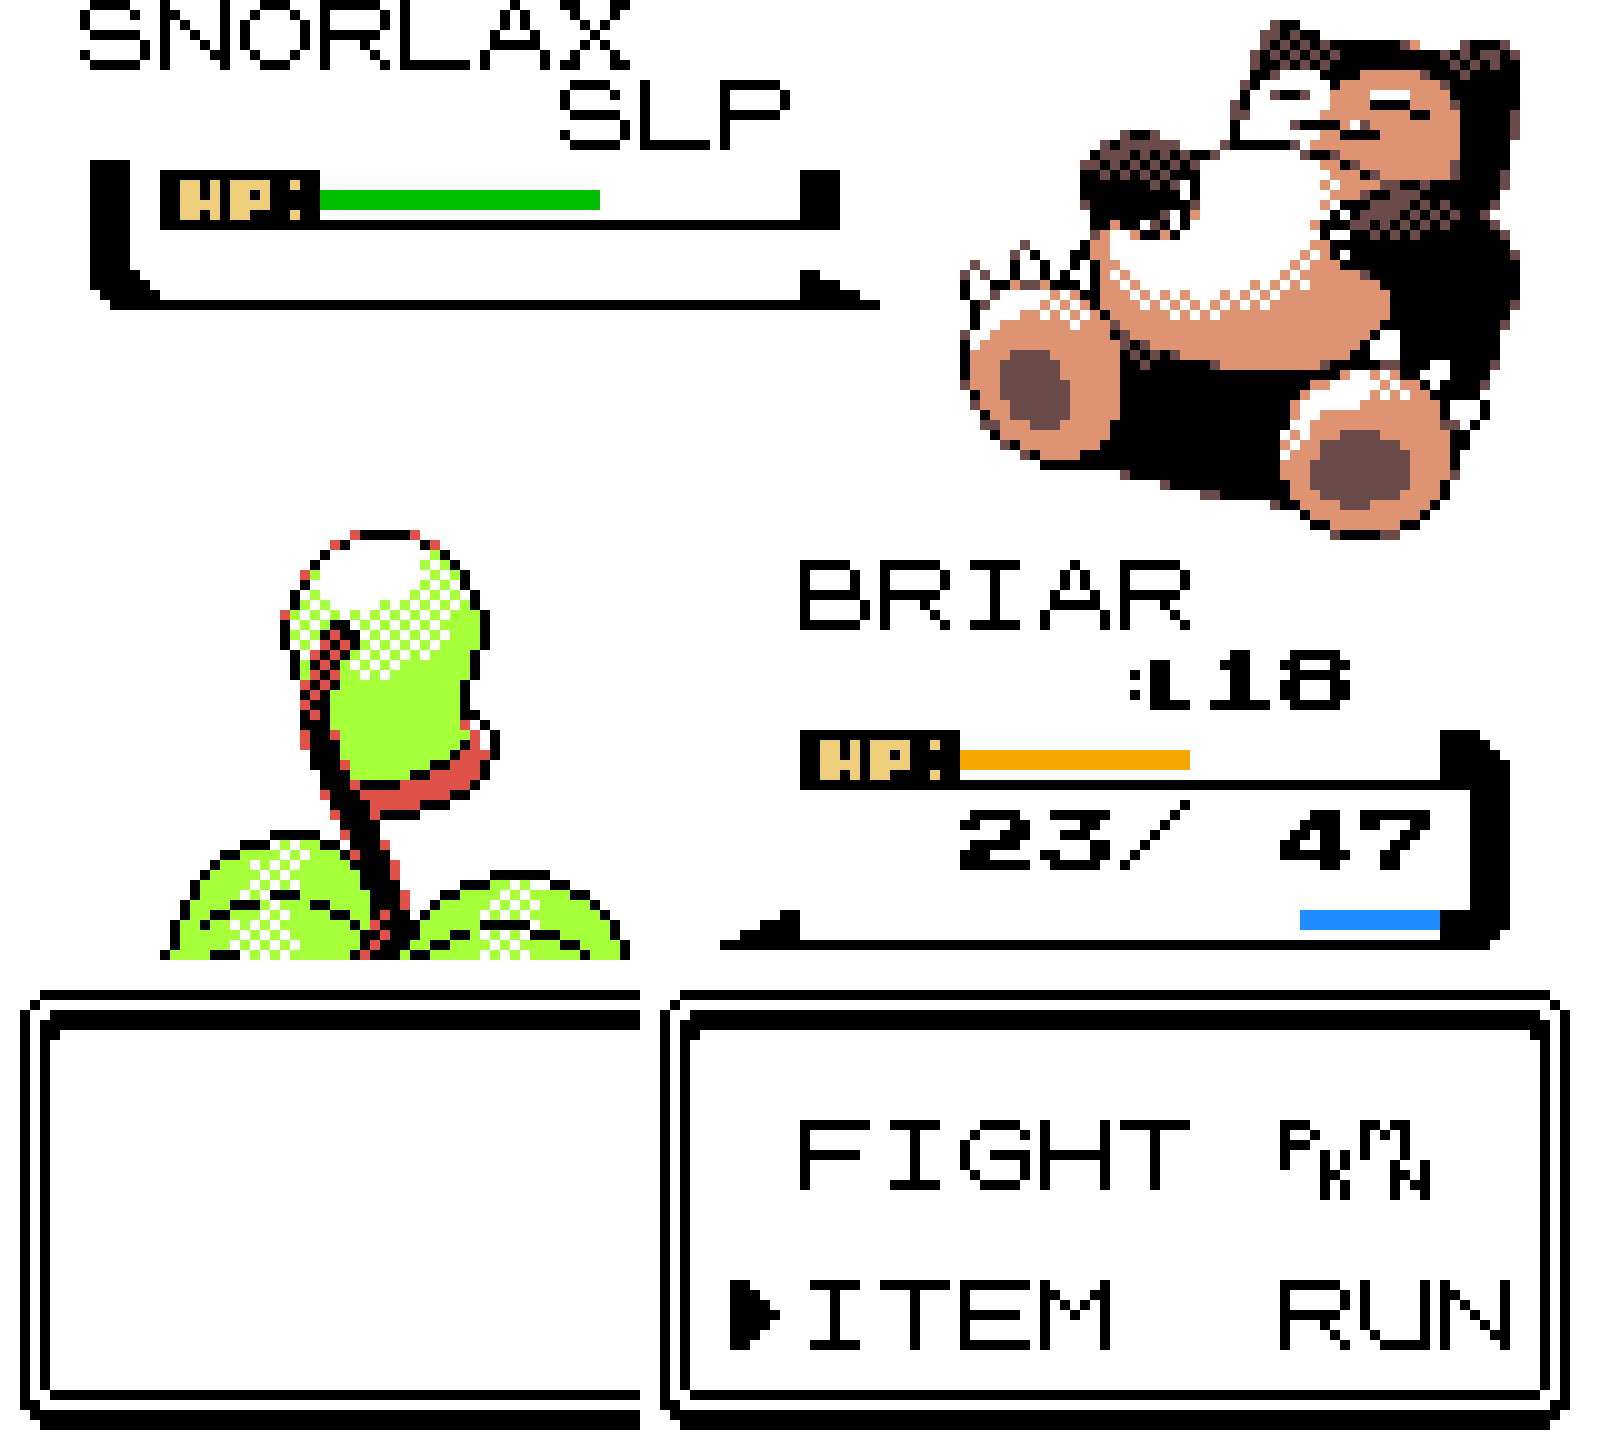 SNORLAX
SLP
HP:
BRIAR
:L18
HP:
23/ 47
FIGHT PKMN
ITEM RUN